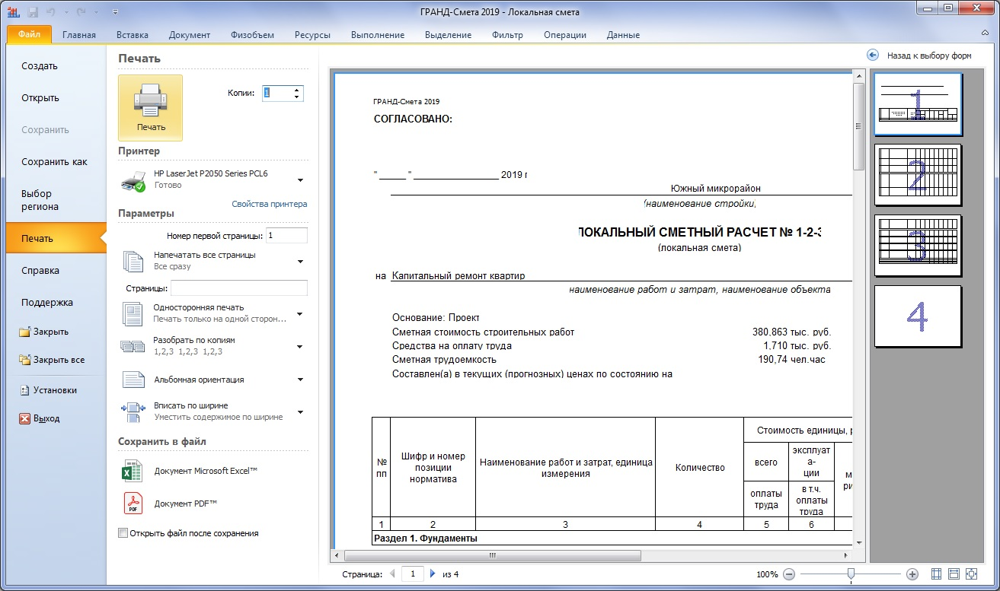 ГРАНД-Смета 2019 - Локальная смета
Файл Главная Вставка Документ Физобъем Ресурсы Выполнение Выделение Фильтр Операции Данные
Создать
Открыть
Сохранить
Сохранить как
Выбор
региона
Печать
Справка
Поддержка
Закрыть
Закрыть все
Установки
Выход
Печать
Копии: 1
Печать
Принтер
HP LaserJet P2050 Series PCL6
Готово
Свойства принтера
Параметры
Номер первой страницы: 1
Напечатать все страницы
Все сразу
Страницы:
Односторонняя печать
Печать только на одной сторон...
Разобрать по копиям
1,2,3 1,2,3 1,2,3
Альбомная ориентация
Вписать по ширине
Уместить содержимое по ширине
Сохранить в файл
Документ Microsoft Excel™
Документ PDF™
Открыть файл после сохранения
Назад к выбору форм
ГРАНД-Смета 2019
СОГЛАСОВАНО:
" _____ " ________________ 2019 г
Южный микрорайон
(наименование стройки)
ЛОКАЛЬНЫЙ СМЕТНЫЙ РАСЧЕТ № 1-2-3
(локальная смета)
на Капитальный ремонт квартир
наименование работ и затрат, наименование объекта
Основание: Проект
Сметная стоимость строительных работ 380,863 тыс. руб.
Средства на оплату труда 1,710 тыс. руб.
Сметная трудоемкость 190,74 чел.час
Составлен(а) в текущих (прогнозных) ценах по состоянию на
№
пп
Шифр и номер
позиции
норматива
Наименование работ и затрат, единица
измерения
Количество
Стоимость единицы, р
всего
эксплуат
а-
ции
оплаты
труда
в т.ч.
оплаты
труда
м
ри
1 2 3 4 5 6
Раздел 1. Фундаменты
1
2
3
4
Страница: 1 из 4
100%
PDF